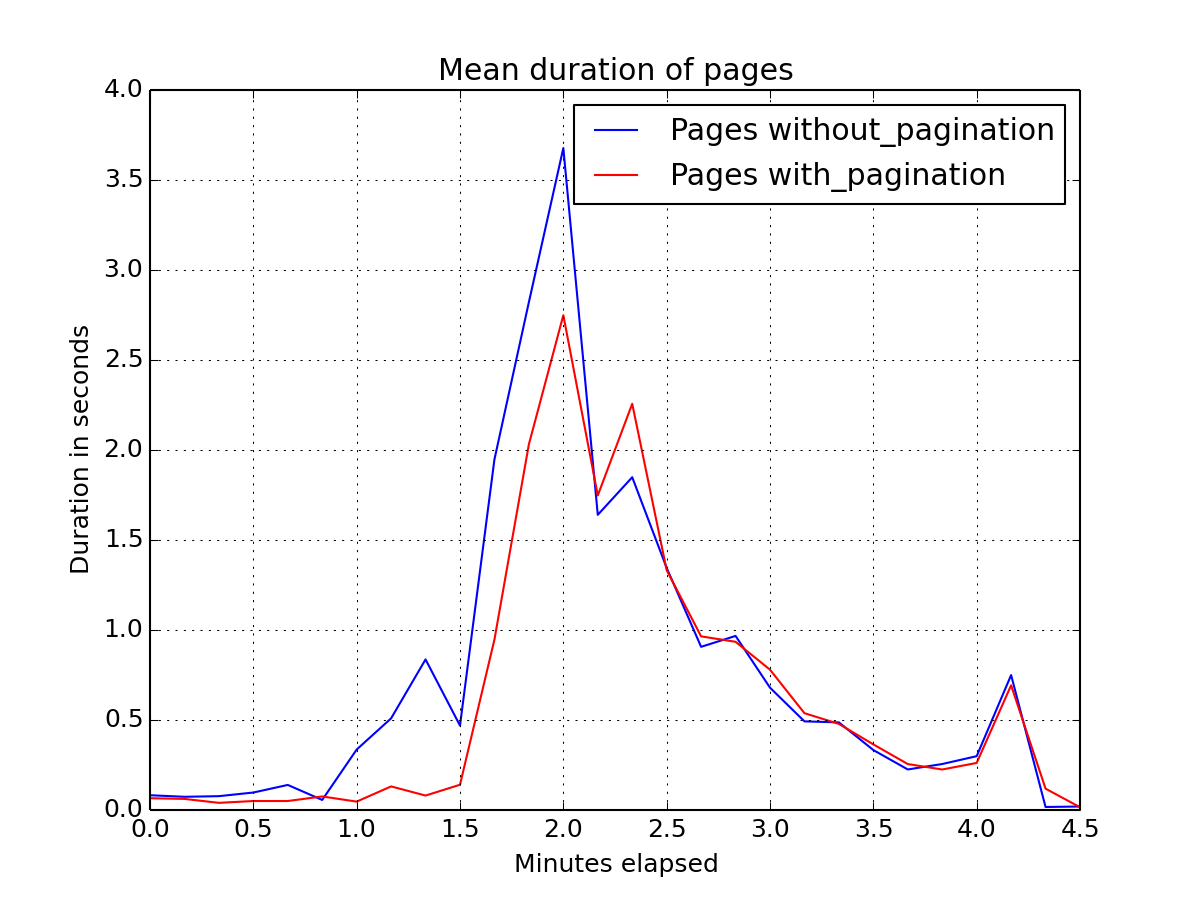 Mean duration of pages
Pages without_pagination
Pages with_pagination
Duration in seconds
4.0
3.5
3.0
2.5
2.0
1.5
1.0
0.5
0.0
0.0 0.5 1.0 1.5 2.0 2.5 3.0 3.5 4.0 4.5
Minutes elapsed